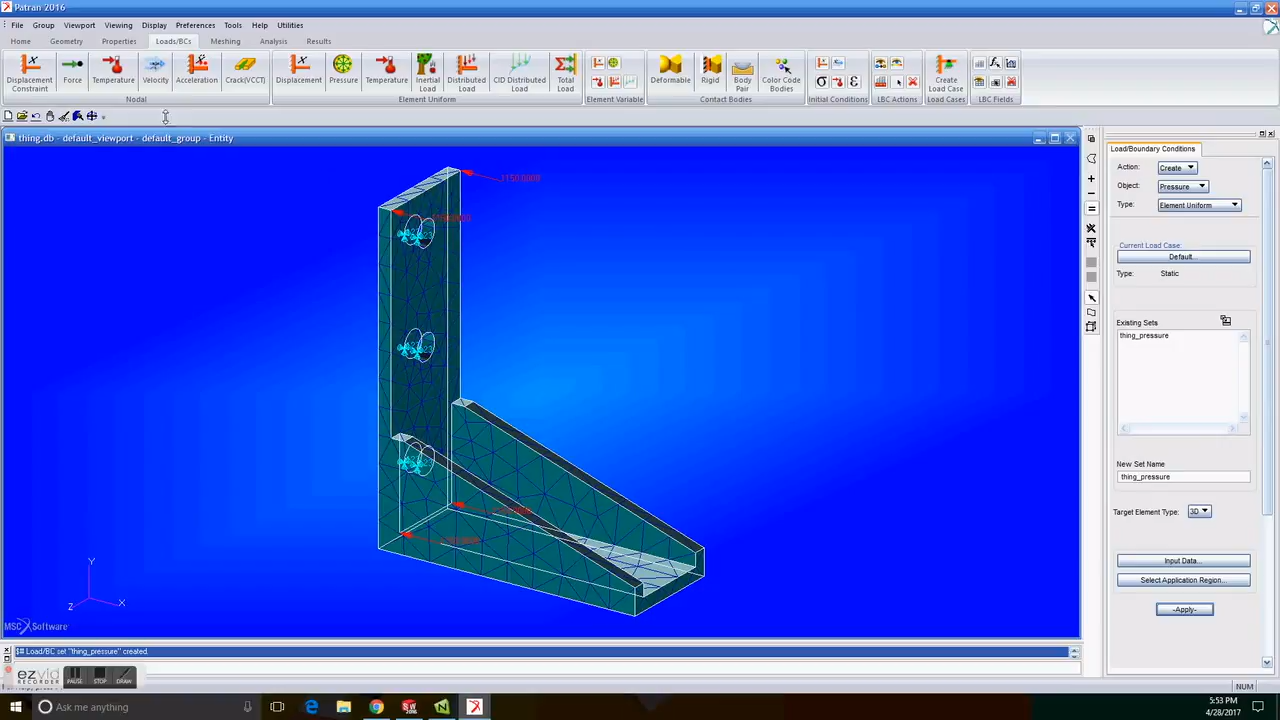 Patran 2016
File Group Viewport Viewing Display Preferences Tools Help Utilities
Home Geometry Properties Loads/BCs Meshing Analysis Results
Displacement Constraint Force Temperature Velocity Acceleration Crack(VCCT) Displacement Pressure Temperature Inertial Load Distributed Load CID Distributed Load Total Load Deformable Rigid Body Pair Color Code Bodies Create Load Case
Nodal Element Uniform Element Variable Contact Bodies Initial Conditions LBC Actions Load Cases LBC Fields
thing.db - default_viewport - default_group - Entity
Load/Boundary Conditions
Action: Create
Object: Pressure
Type: Element Uniform
Current Load Case:
Default...
Type: Static
Existing Sets
thing_pressure
New Set Name
thing_pressure
Target Element Type: 3D
Input Data...
Select Application Region...
-Apply-
Y
X
Z
MSC Software
$# Load/BC set "thing_pressure" created.
ezvid
RECORDER
PAUSE STOP DRAW
NUM
Ask me anything
5:53 PM
4/28/2017